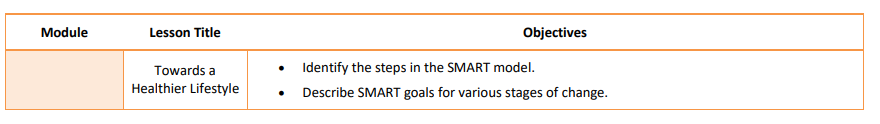 Module Lesson Title Objectives
Towards a
Healthier Lifestyle
• Identify the steps in the SMART model.
• Describe SMART goals for various stages of change.